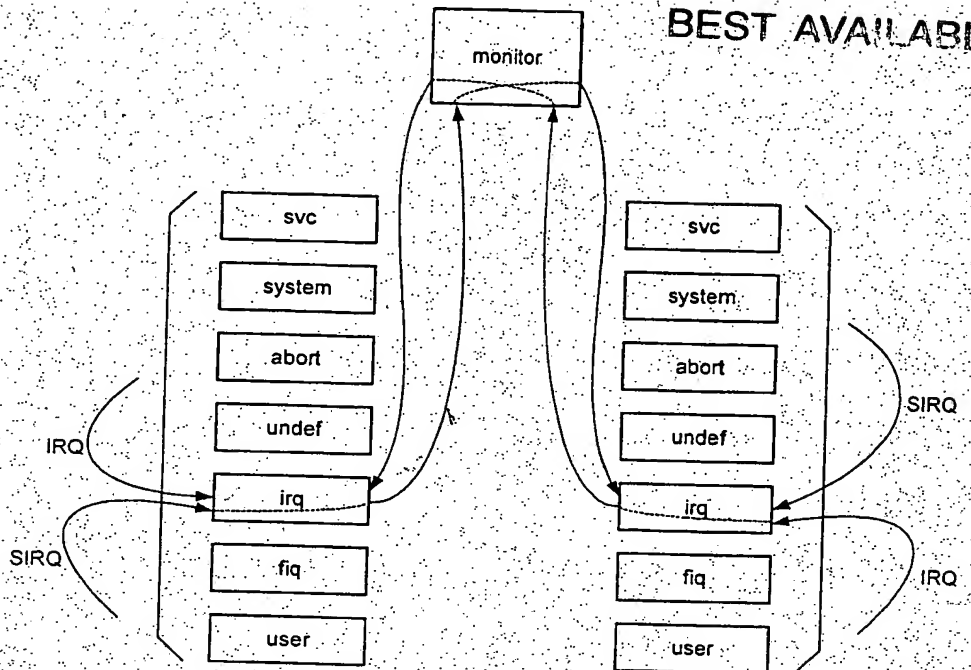 BEST AVAILABL
monitor
svc
system
abort
undef
irq
fiq
user
IRQ
SIRQ
svc
system
abort
undef
irq
fiq
user
SIRQ
IRQ